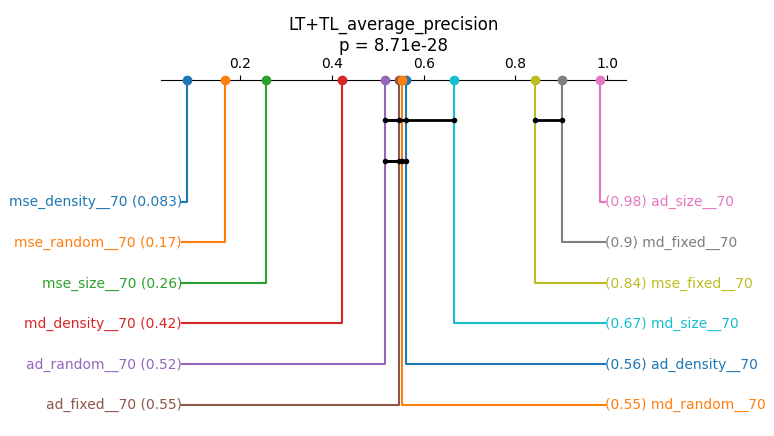 LT+TL_average_precision
p = 8.71e-28
0.2 0.4 0.6 0.8 1.0
mse_density__70 (0.083) (0.98) ad_size__70
mse_random__70 (0.17) (0.9) md_fixed__70
mse_size__70 (0.26) (0.84) mse_fixed__70
md_density__70 (0.42) (0.67) md_size__70
ad_random__70 (0.52) (0.56) ad_density__70
ad_fixed__70 (0.55) (0.55) md_random__70